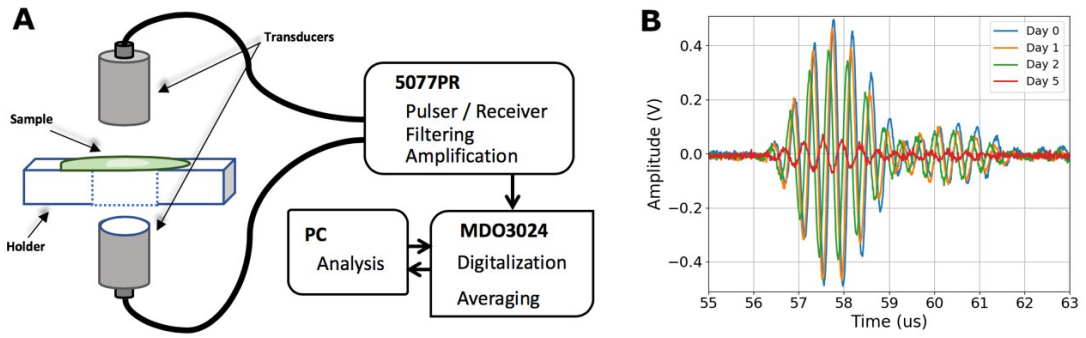 A
Transducers
Sample
Holder
5077PR
Pulser / Receiver
Filtering
Amplification
PC
Analysis
MDO3024
Digitalization
Averaging
B
Day 0
Day 1
Day 2
Day 5
Amplitude (V)
0.4
0.2
0.0
−0.2
−0.4
55 56 57 58 59 60 61 62 63
Time (us)